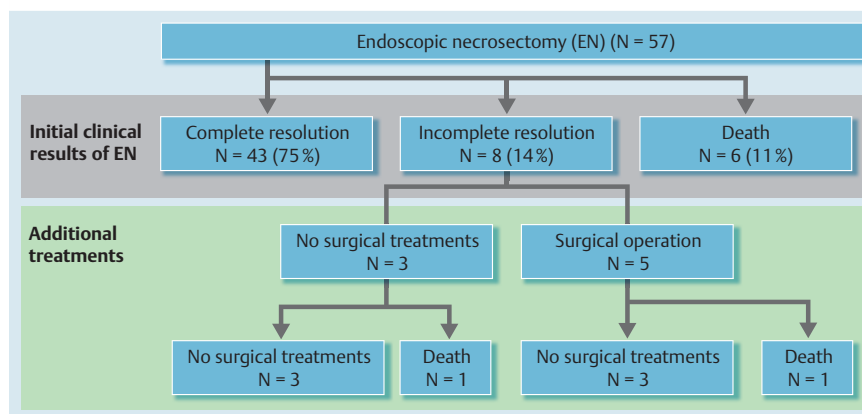 Endoscopic necrosectomy (EN) (N = 57)
Initial clinical
results of EN
Complete resolution
N = 43 (75 %)
Incomplete resolution
N = 8 (14 %)
Death
N = 6 (11 %)
Additional
treatments
No surgical treatments
N = 3
Surgical operation
N = 5
No surgical treatments
N = 3
Death
N = 1
No surgical treatments
N = 3
Death
N = 1